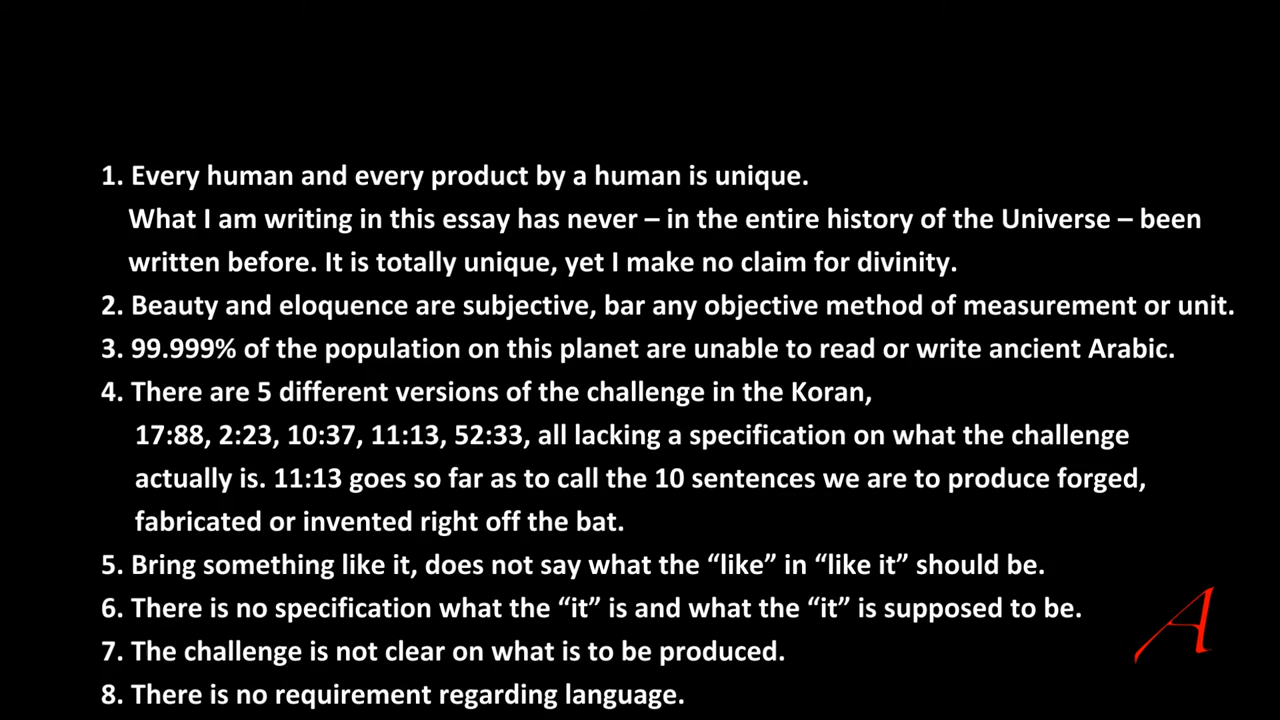 1. Every human and every product by a human is unique.
What I am writing in this essay has never – in the entire history of the Universe – been
written before. It is totally unique, yet I make no claim for divinity.
2. Beauty and eloquence are subjective, bar any objective method of measurement or unit.
3. 99.999% of the population on this planet are unable to read or write ancient Arabic.
4. There are 5 different versions of the challenge in the Koran,
17:88, 2:23, 10:37, 11:13, 52:33, all lacking a specification on what the challenge
actually is. 11:13 goes so far as to call the 10 sentences we are to produce forged,
fabricated or invented right off the bat.
5. Bring something like it, does not say what the “like” in “like it” should be.
6. There is no specification what the “it” is and what the “it” is supposed to be.
7. The challenge is not clear on what is to be produced.
8. There is no requirement regarding language.
A